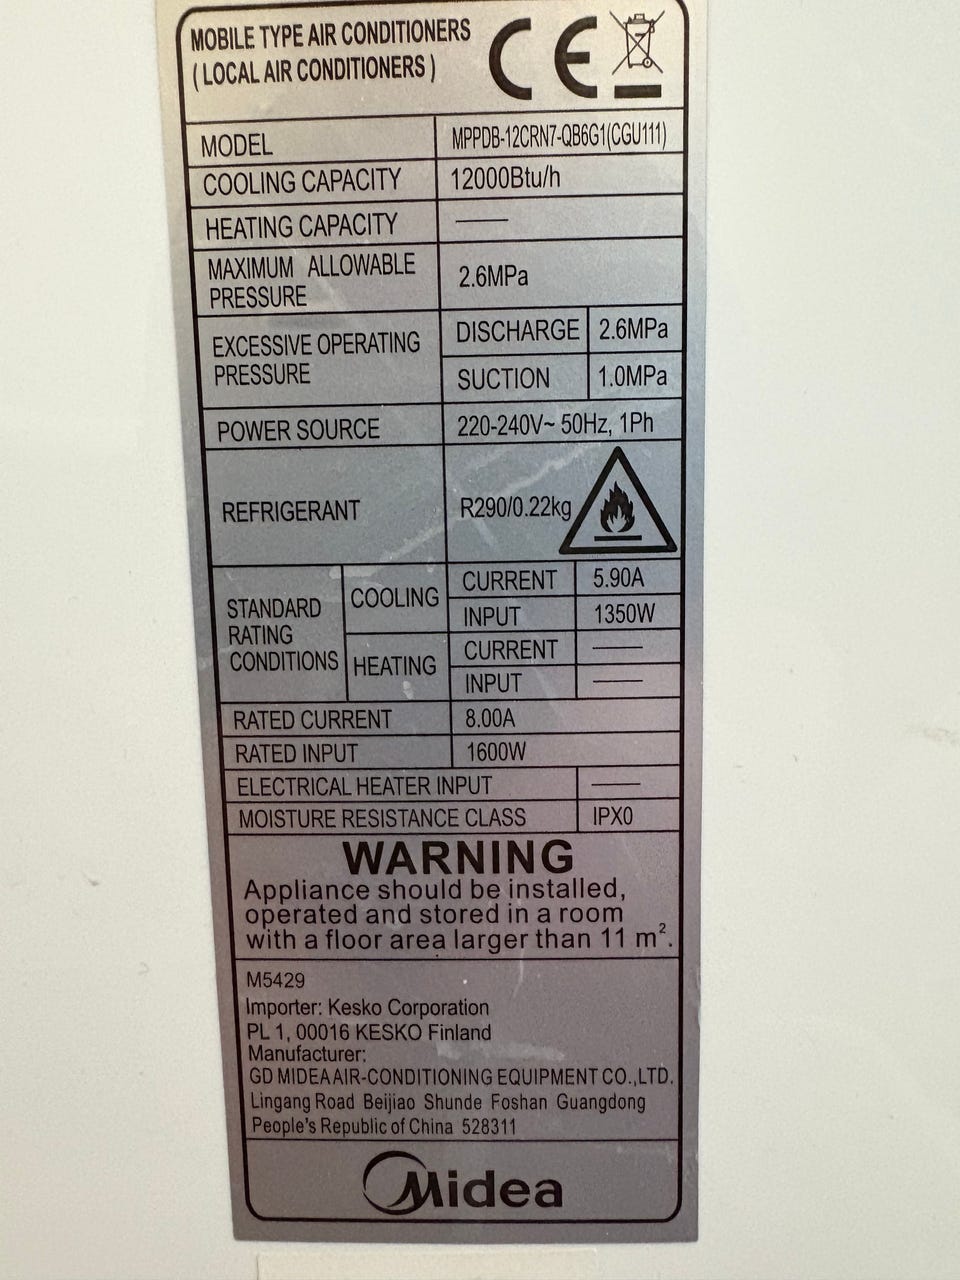 MOBILE TYPE AIR CONDITIONERS
( LOCAL AIR CONDITIONERS )
CE
MODEL MPPDB-12CRN7-QB6G1(CGU111)
COOLING CAPACITY 12000Btu/h
HEATING CAPACITY ——
MAXIMUM ALLOWABLE
PRESSURE 2.6MPa
EXCESSIVE OPERATING
PRESSURE
DISCHARGE 2.6MPa
SUCTION 1.0MPa
POWER SOURCE 220-240V~ 50Hz, 1Ph
REFRIGERANT R290/0.22kg
STANDARD
RATING
CONDITIONS
COOLING
CURRENT 5.90A
INPUT 1350W
HEATING
CURRENT ——
INPUT ——
RATED CURRENT 8.00A
RATED INPUT 1600W
ELECTRICAL HEATER INPUT ——
MOISTURE RESISTANCE CLASS IPX0
WARNING
Appliance should be installed,
operated and stored in a room
with a floor area larger than 11 m².
M5429
Importer: Kesko Corporation
PL 1, 00016 KESKO Finland
Manufacturer:
GD MIDEA AIR-CONDITIONING EQUIPMENT CO.,LTD.
Lingang Road Beijiao Shunde Foshan Guangdong
People's Republic of China 528311
Midea